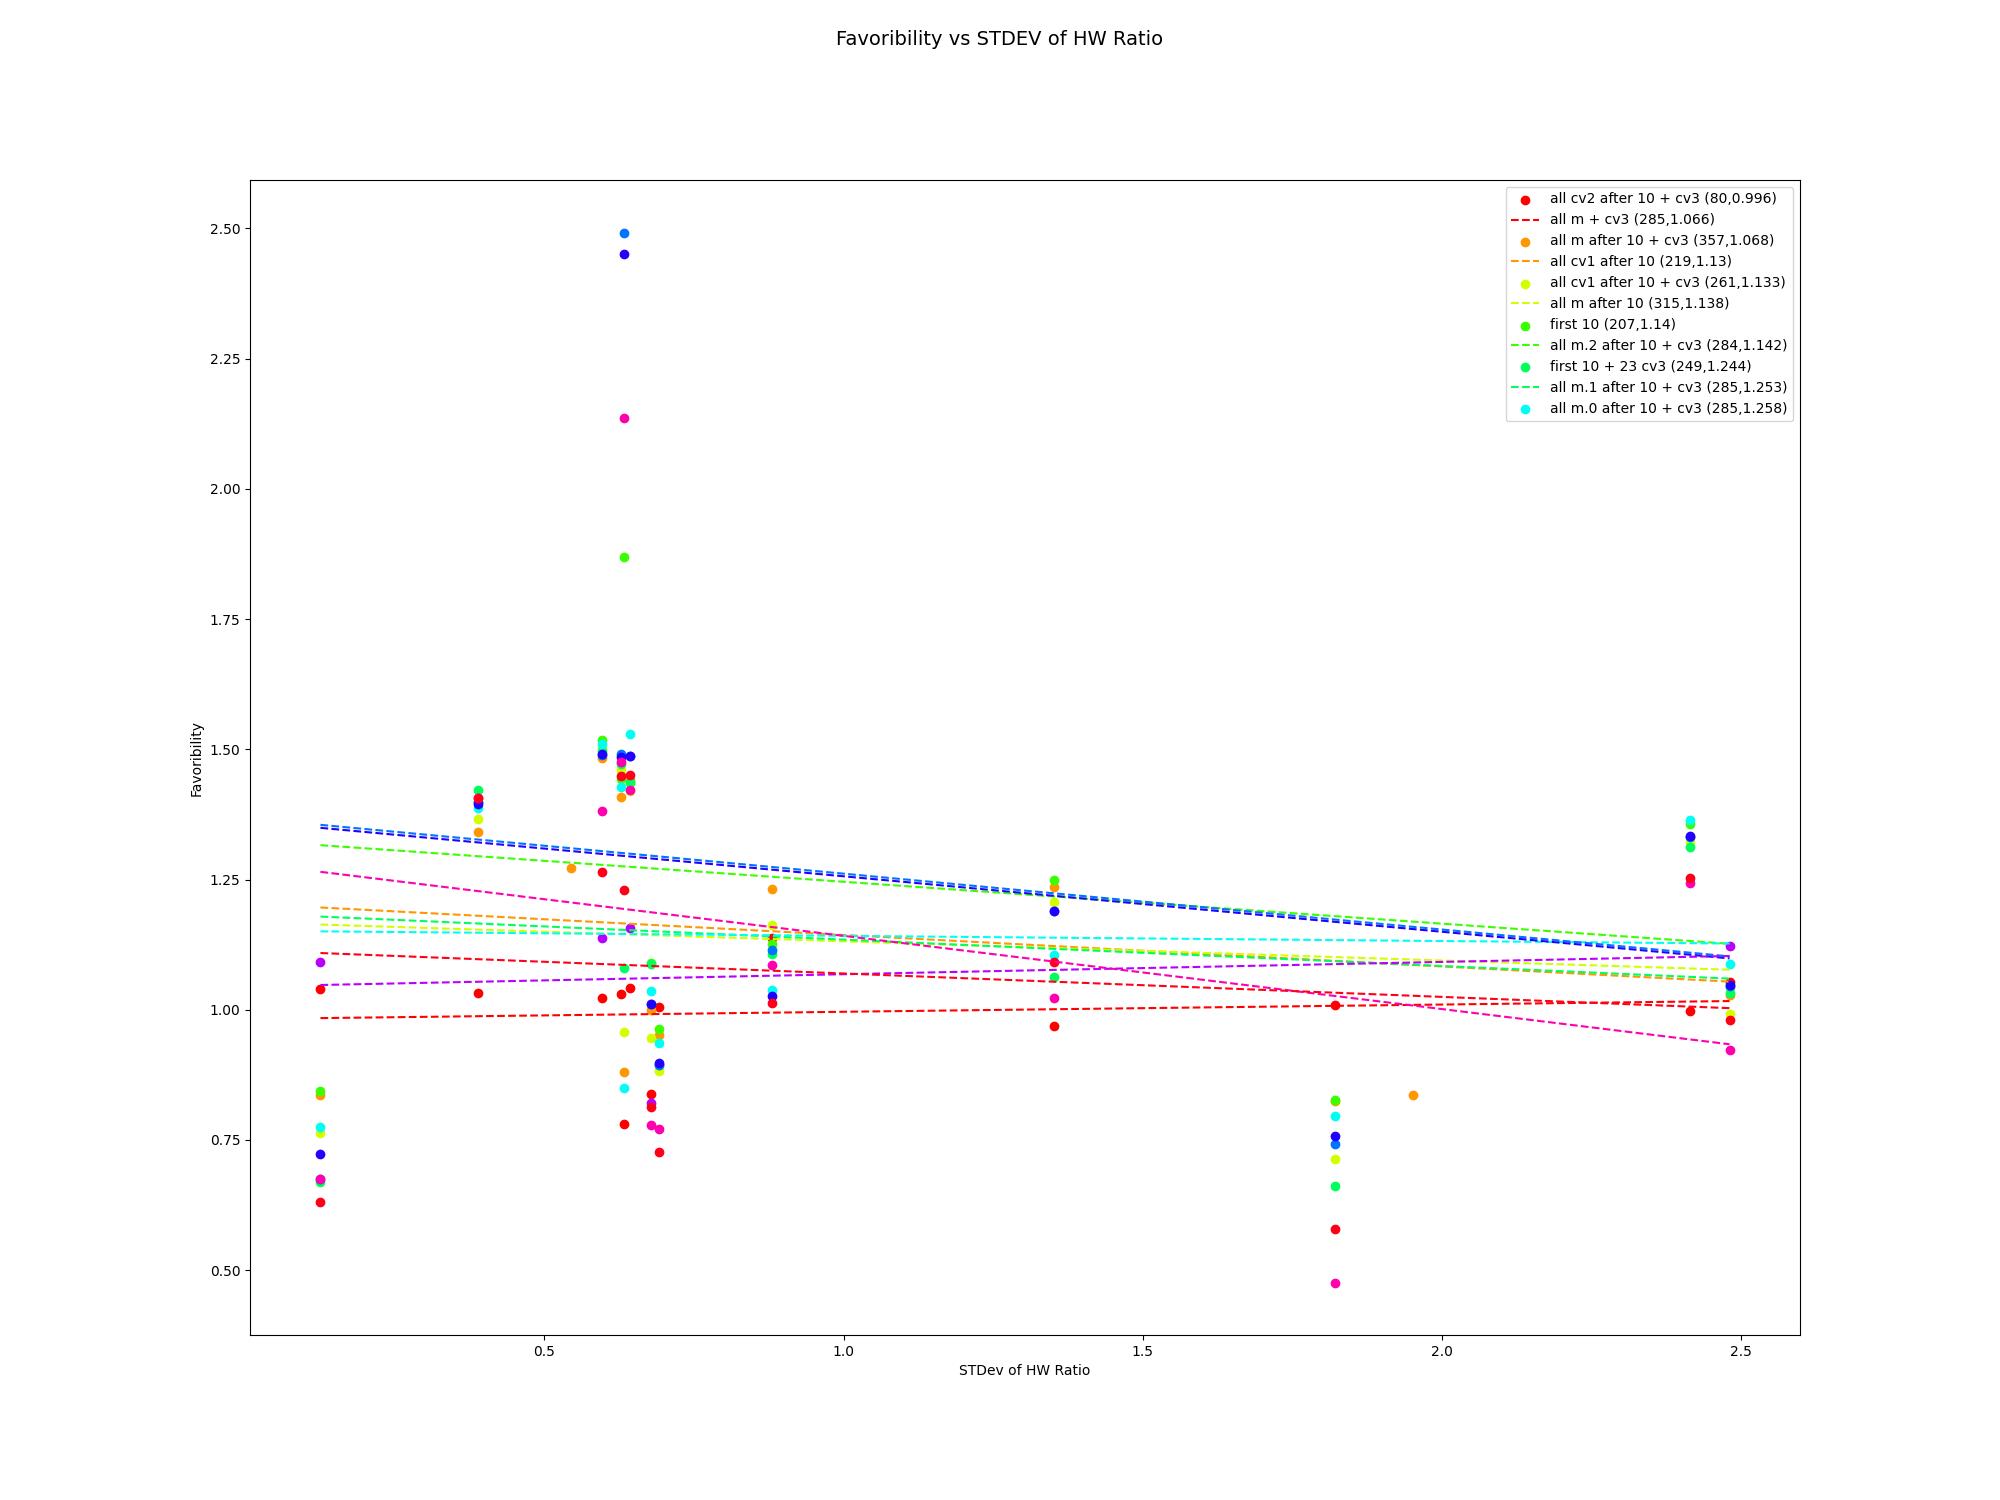 Favoribility vs STDEV of HW Ratio
all cv2 after 10 + cv3 (80,0.996)
all m + cv3 (285,1.066)
all m after 10 + cv3 (357,1.068)
all cv1 after 10 (219,1.13)
all cv1 after 10 + cv3 (261,1.133)
all m after 10 (315,1.138)
first 10 (207,1.14)
all m.2 after 10 + cv3 (284,1.142)
first 10 + 23 cv3 (249,1.244)
all m.1 after 10 + cv3 (285,1.253)
all m.0 after 10 + cv3 (285,1.258)
2.50
2.25
2.00
1.75
1.50
1.25
1.00
0.75
0.50
Favoribility
0.5 1.0 1.5 2.0 2.5
STDev of HW Ratio